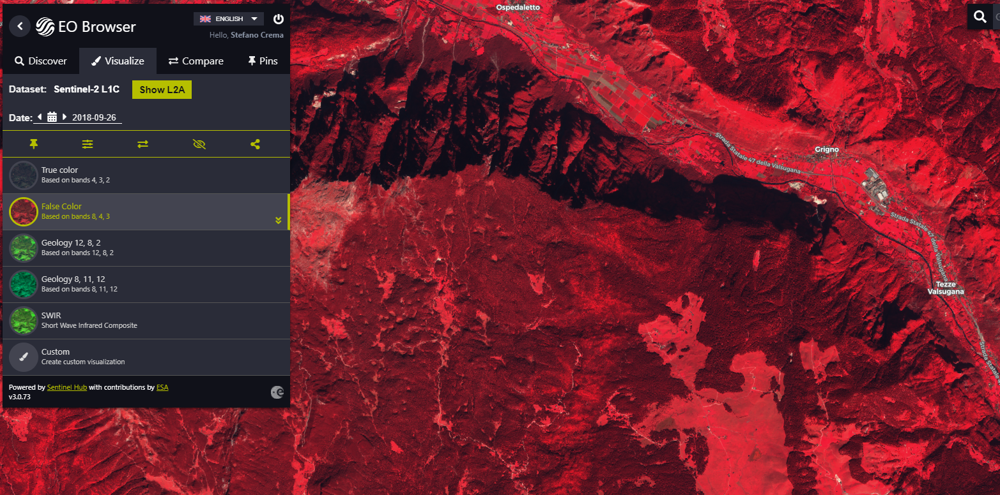 EO Browser
ENGLISH
Hello, Stefano Crema
Discover
Visualize
Compare
Pins
Dataset: Sentinel-2 L1C
Show L2A
Date: 2018-09-26
True color
Based on bands 4, 3, 2
False Color
Based on bands 8, 4, 3
Geology 12, 8, 2
Based on bands 12, 8, 2
Geology 8, 11, 12
Based on bands 8, 11, 12
SWIR
Short Wave Infrared Composite
Custom
Create custom visualization
Powered by Sentinel Hub with contributions by ESA
v3.0.73
Ospedaletto
Strada Statale 47 della Valsugana
Grigno
Strada Statale 47 della Valsugana
Tezze
Valsugana
Strada Statale